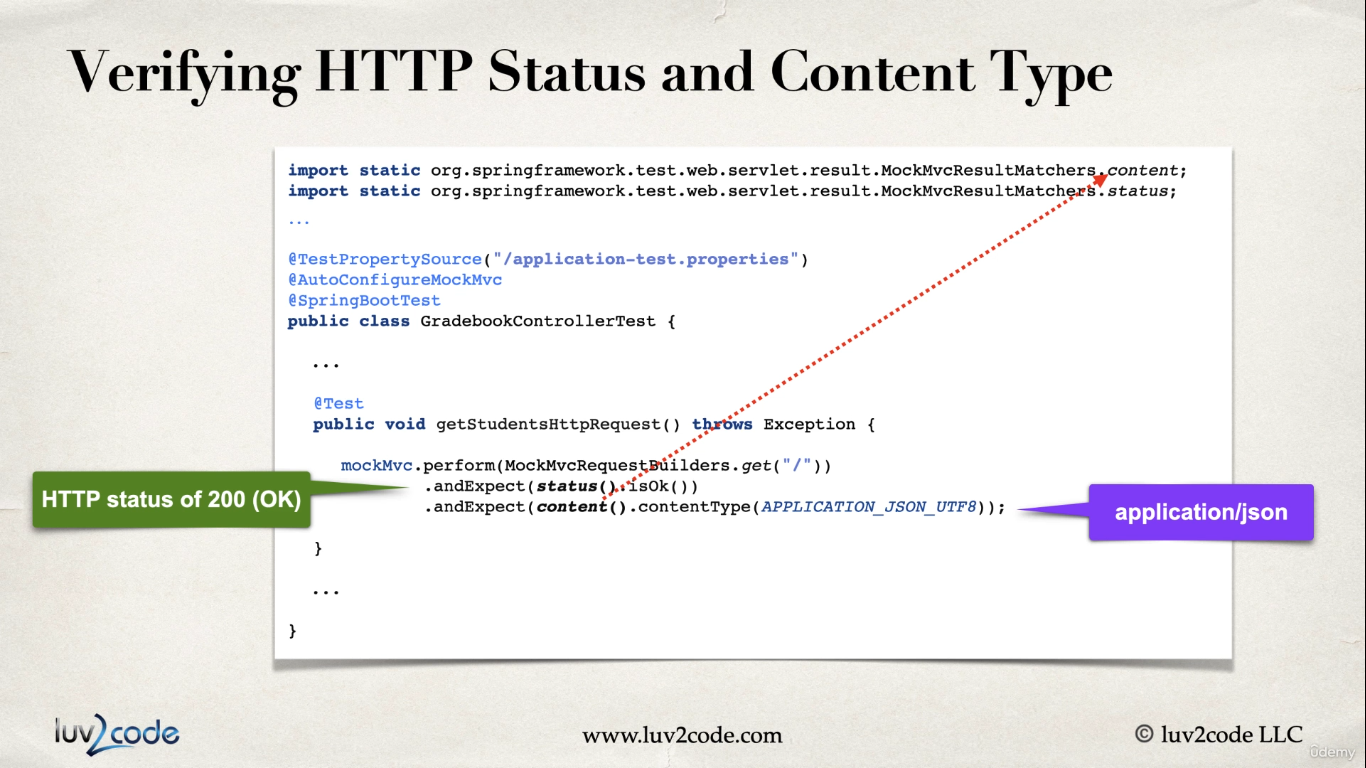 Verifying HTTP Status and Content Type
import static org.springframework.test.web.servlet.result.MockMvcResultMatchers.content;
import static org.springframework.test.web.servlet.result.MockMvcResultMatchers.status;
...
@TestPropertySource("/application-test.properties")
@AutoConfigureMockMvc
@SpringBootTest
public class GradebookControllerTest {
...
@Test
public void getStudentsHttpRequest() throws Exception {
mockMvc.perform(MockMvcRequestBuilders.get("/"))
.andExpect(status().isOk())
.andExpect(content().contentType(APPLICATION_JSON_UTF8));
}
...
}
HTTP status of 200 (OK)
application/json
luv2code
www.luv2code.com
© luv2code LLC
ûdemy